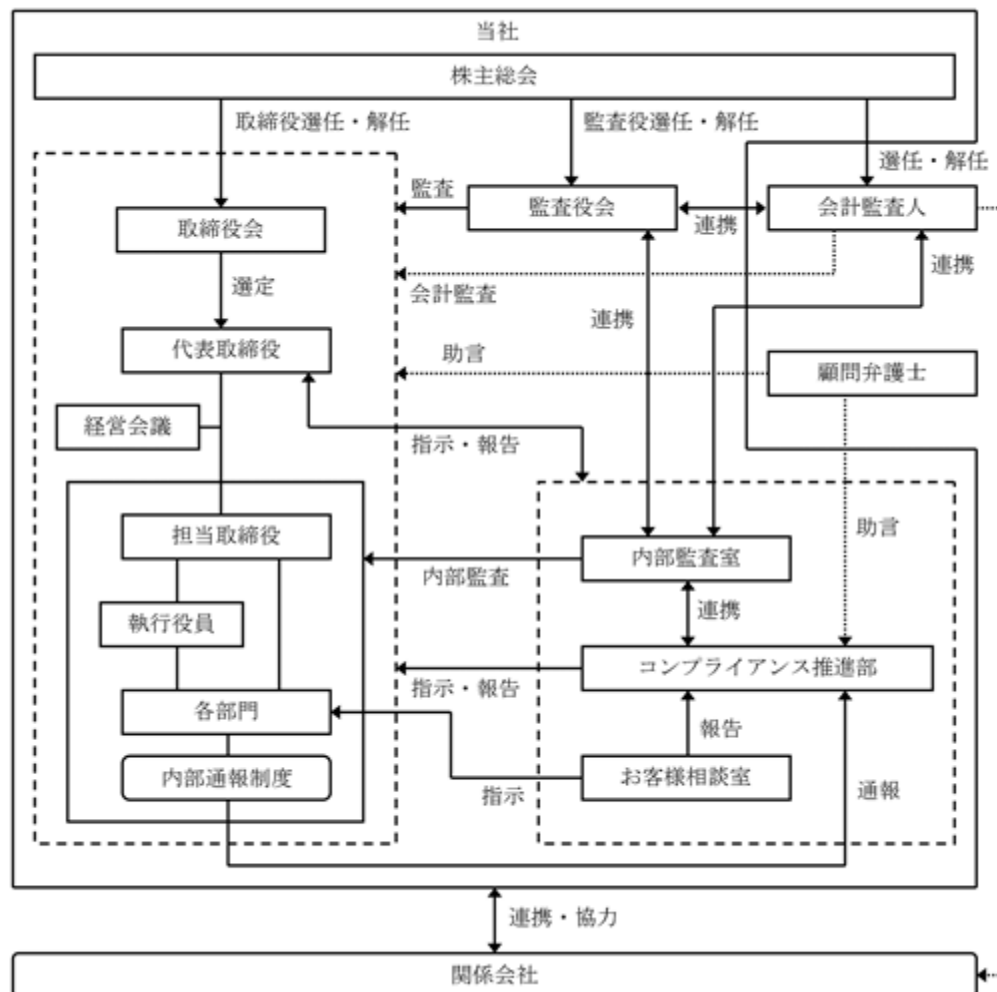 当社
株主総会
取締役選任・解任
監査役選任・解任
選任・解任
監査
監査役会
連携
会計監査人
取締役会
選定
会計監査
連携
連携
代表取締役
助言
顧問弁護士
経営会議
指示・報告
担当取締役
助言
内部監査
内部監査室
執行役員
連携
コンプライアンス推進部
指示・報告
各部門
報告
内部通報制度
指示
お客様相談室
通報
連携・協力
関係会社